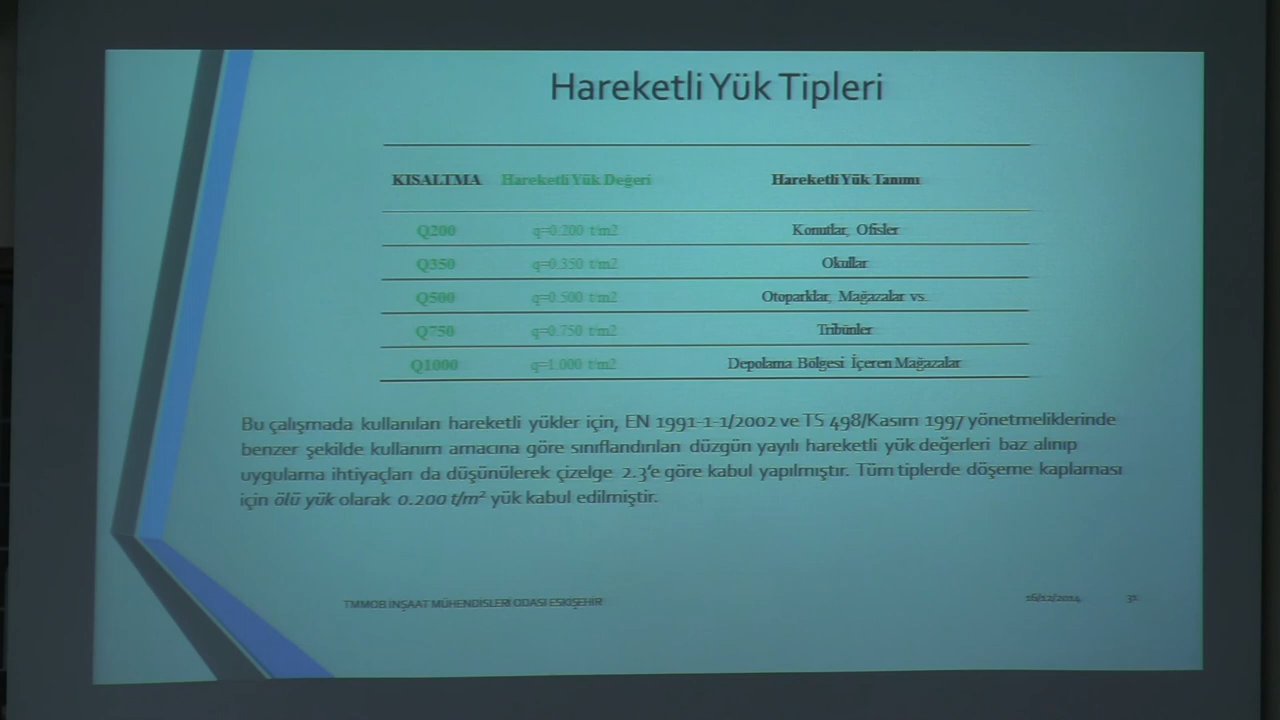 Hareketli Yük Tipleri
KISALTMA Hareketli Yük Değeri Hareketli Yük Tanımı
Q200 q=0.200 t/m2 Konutlar, Ofisler
Q350 q=0.350 t/m2 Okullar
Q500 q=0.500 t/m2 Otoparklar, Mağazalar vs.
Q750 q=0.750 t/m2 Tribünler
Q1000 q=1.000 t/m2 Depolama Bölgesi İçeren Mağazalar
Bu çalışmada kullanılan hareketli yükler için, EN 1991-1-1/2002 ve TS 498/Kasım 1997 yönetmeliklerinde
benzer şekilde kullanım amacına göre sınıflandırılan düzgün yayılı hareketli yük değerleri baz alınıp
uygulama ihtiyaçları da düşünülerek çizelge 2.3'e göre kabul yapılmıştır. Tüm tiplerde döşeme kaplaması
için ölü yük olarak 0.200 t/m² yük kabul edilmiştir.
TMMOB İNŞAAT MÜHENDİSLERİ ODASI ESKİŞEHİR 16/12/2014 31